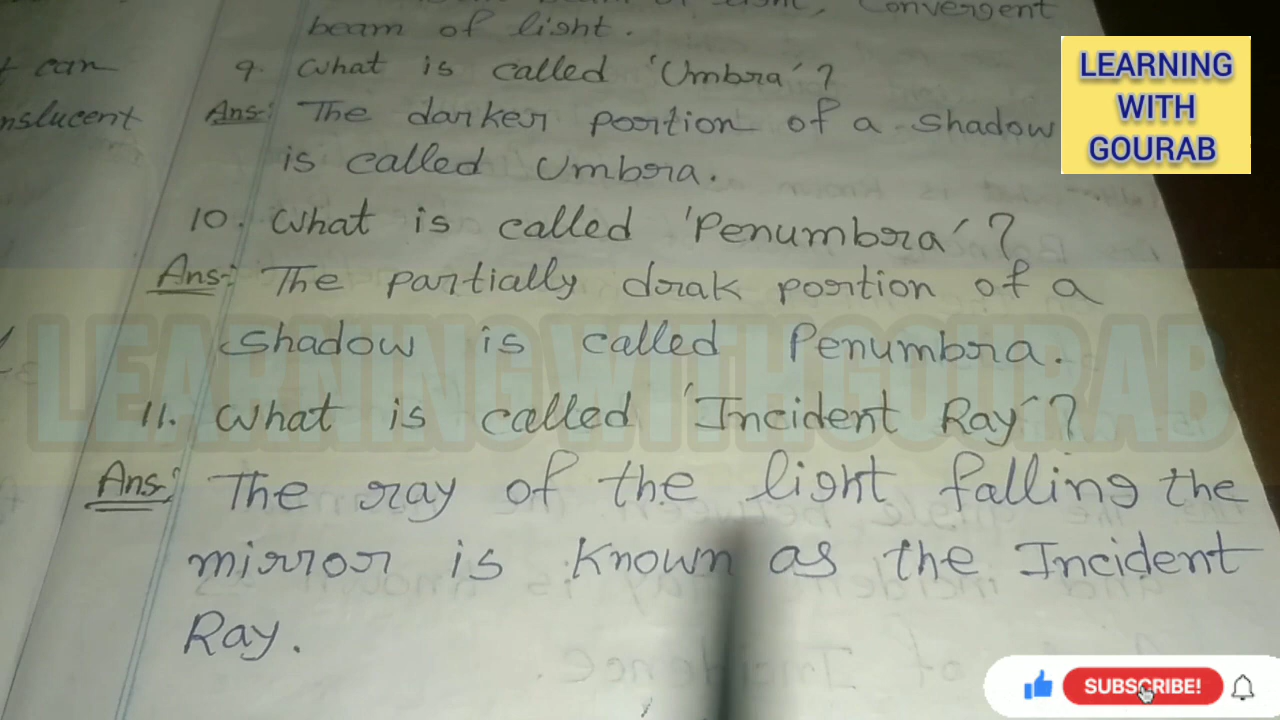 beam of light.
t can
9. What is called 'Umbra'?
nslucent
Ans:- The darker portion of a shadow
is called Umbra.
10. What is called 'Penumbra'?
Ans:- The partially drak portion of a
shadow is called Penumbra.
11. What is called 'Incident Ray'?
Ans:- The ray of the light falling the
mirror is known as the Incident
Ray.
LEARNING
WITH
GOURAB
LEARNINGWITHGOURAB
SUBSCRIBE!